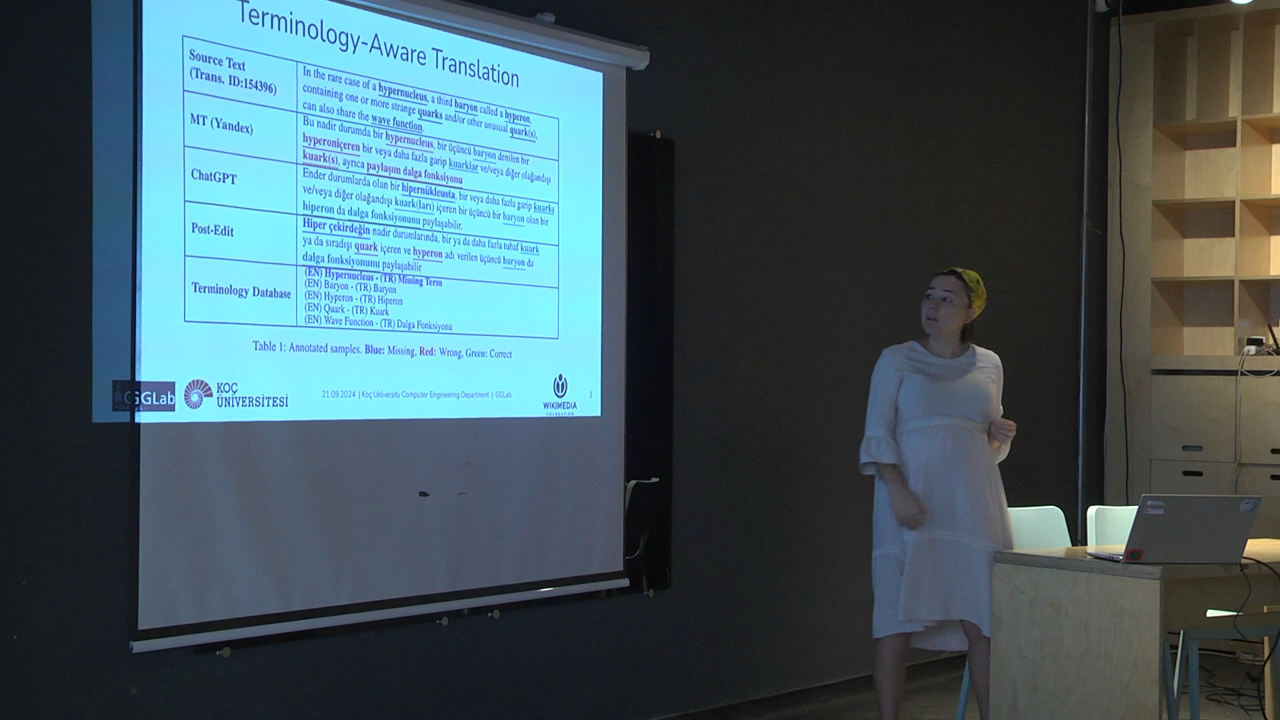 Terminology-Aware Translation
Source Text
(Trans. ID:154396)
In the rare case of a hypernucleus, a third baryon called a hyperon,
containing one or more strange quarks and/or other unusual quark(s),
can also share the wave function.
MT (Yandex)
Bu nadir durumda bir hypernucleus, bir üçüncü baryon denilen bir
hyperoniçeren bir veya daha fazla garip kuarklar ve/veya diğer olağandışı
kuark(s), ayrıca paylaşım dalga fonksiyonu
ChatGPT
Ender durumlarda olan bir hipernükleusta, bir veya daha fazla garip kuarkı
ve/veya diğer olağandışı kuark(ları) içeren bir üçüncü bir baryon olan bir
hiperon da dalga fonksiyonunu paylaşabilir.
Post-Edit
Hiper çekirdeğin nadir durumlarında, bir ya da daha fazla tuhaf kuark
ya da sıradışı quark içeren ve hyperon adı verilen üçüncü baryon da
dalga fonksiyonunu paylaşabilir
Terminology Database
(EN) Hypernucleus - (TR) Missing Term
(EN) Baryon - (TR) Baryon
(EN) Hyperon - (TR) Hiperon
(EN) Quark - (TR) Kuark
(EN) Wave Function - (TR) Dalga Fonksiyonu
Table 1: Annotated samples. Blue: Missing, Red: Wrong, Green: Correct
GGLab
KOÇ
ÜNİVERSİTESİ
21.09.2024 | Koç University Computer Engineering Department | GGLab
WIKIMEDIA
FOUNDATION
3